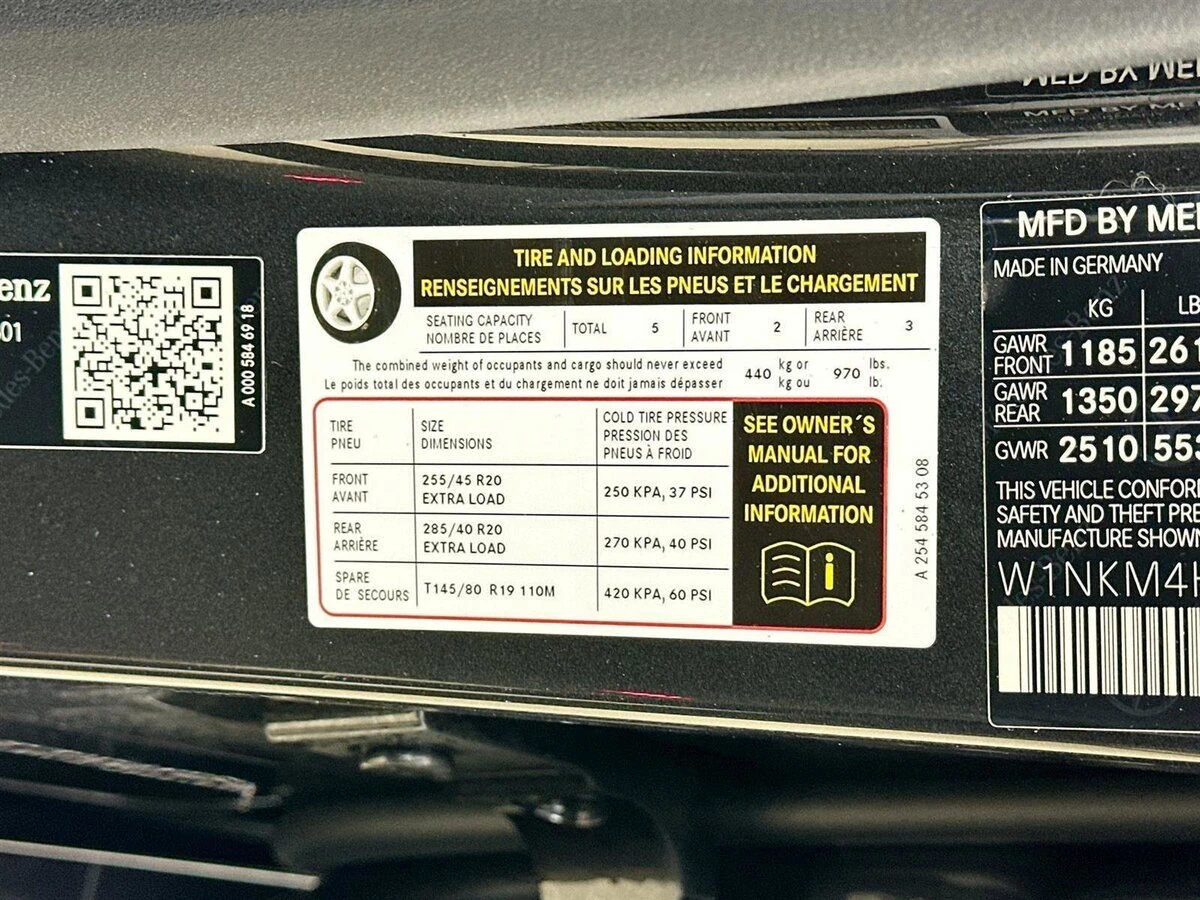 enz
01
A 000 584 69 18
TIRE AND LOADING INFORMATION
RENSEIGNEMENTS SUR LES PNEUS ET LE CHARGEMENT
SEATING CAPACITY
NOMBRE DE PLACES
TOTAL 5
FRONT
AVANT
2
REAR
ARRIÈRE
3
The combined weight of occupants and cargo should never exceed
Le poids total des occupants et du chargement ne doit jamais dépasser
440
kg or
kg ou
970
lbs.
lb.
TIRE
PNEU
SIZE
DIMENSIONS
COLD TIRE PRESSURE
PRESSION DES
PNEUS À FROID
FRONT
AVANT
255/45 R20
EXTRA LOAD
250 KPA, 37 PSI
REAR
ARRIÈRE
285/40 R20
EXTRA LOAD
270 KPA, 40 PSI
SPARE
DE SECOURS
T145/80 R19 110M
420 KPA, 60 PSI
SEE OWNER´S
MANUAL FOR
ADDITIONAL
INFORMATION
A 254 584 53 08
MFD BY MER
MADE IN GERMANY
KG LB
GAWR
FRONT
1185 261
GAWR
REAR
1350 297
GVWR 2510 553
THIS VEHICLE CONFOR
SAFETY AND THEFT PRE
MANUFACTURE SHOWN
W1NKM4H